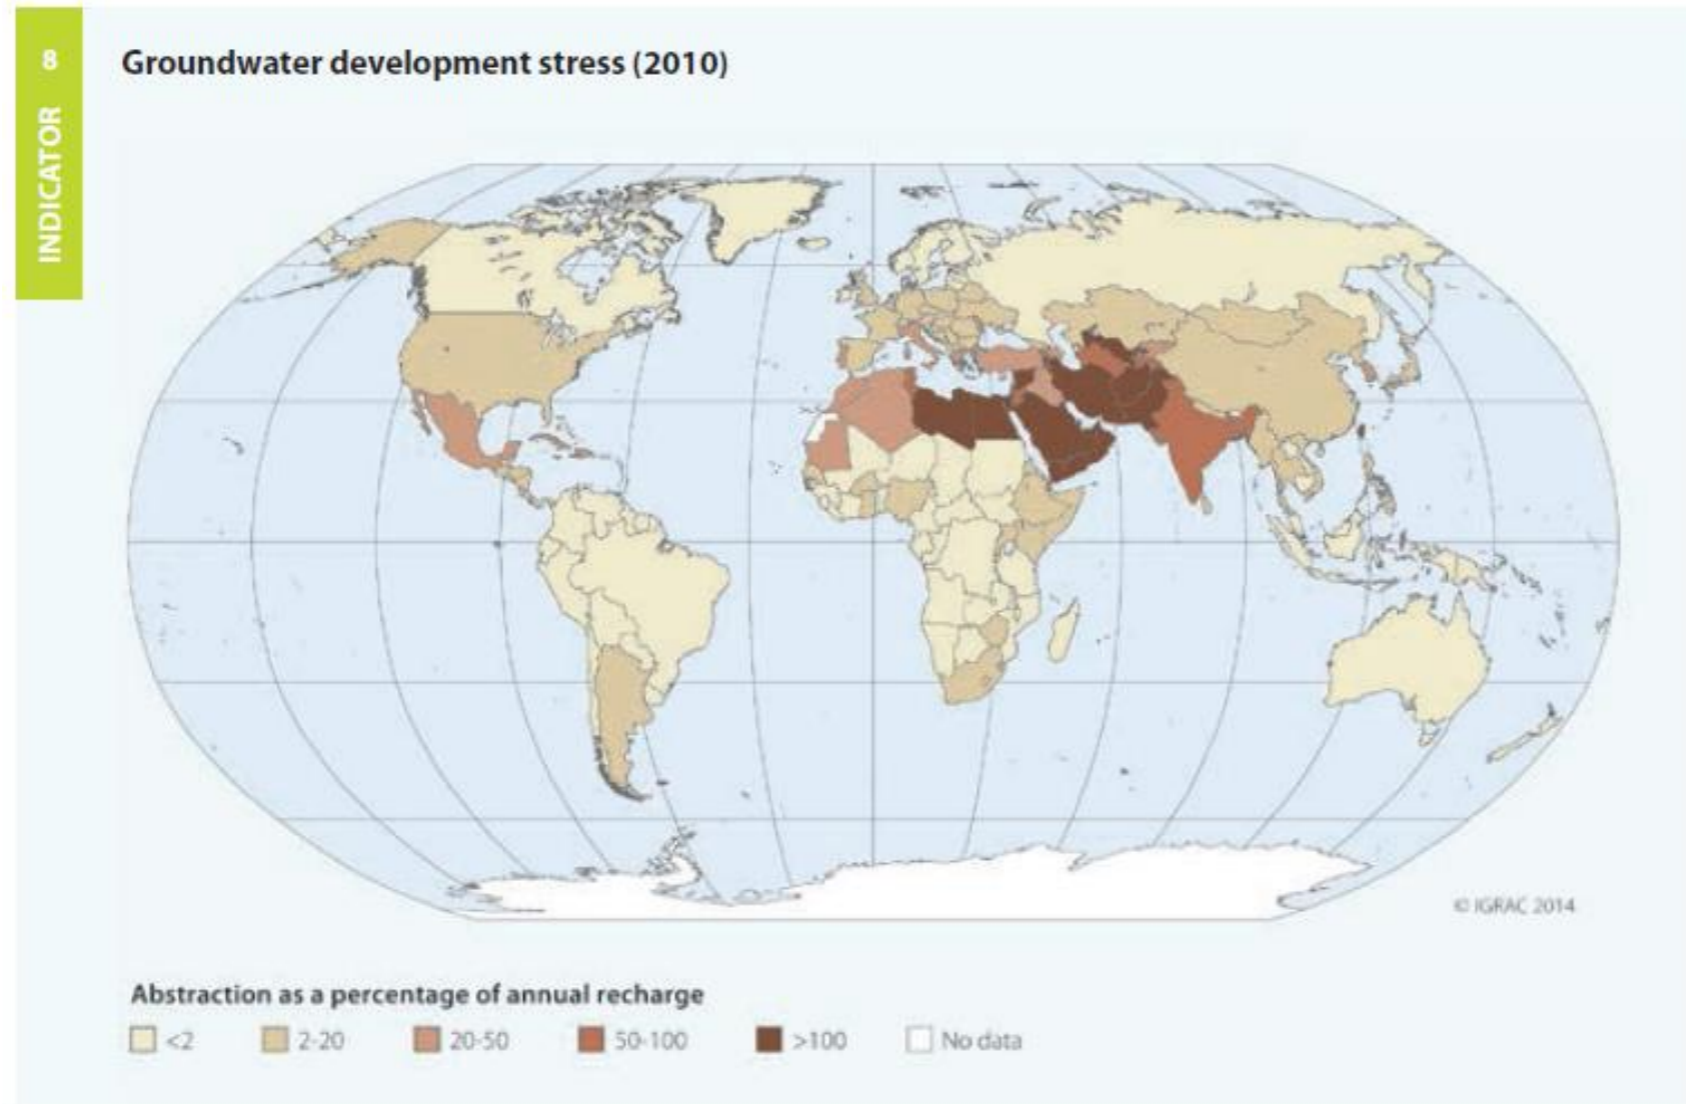 8
INDICATOR
Groundwater development stress (2010)
© IGRAC 2014
Abstraction as a percentage of annual recharge
<2 2-20 20-50 50-100 >100 No data